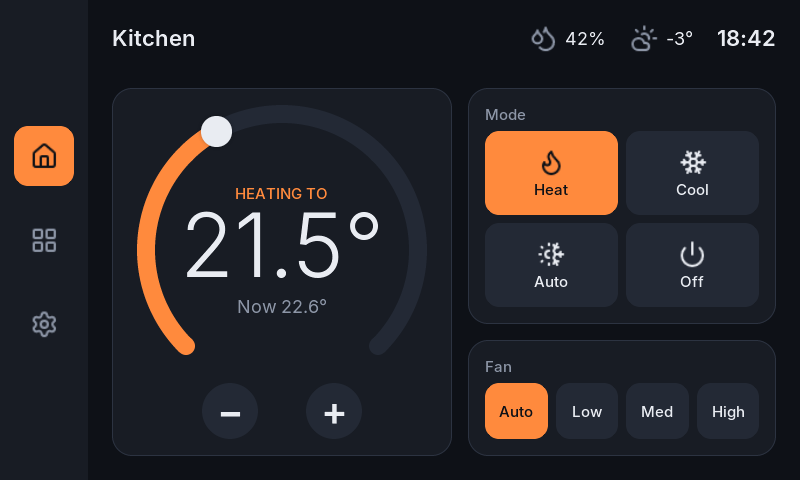 Kitchen
42%
-3°
18:42
HEATING TO
21.5°
Now 22.6°
−
+
Mode
Heat
Cool
Auto
Off
Fan
Auto
Low
Med
High